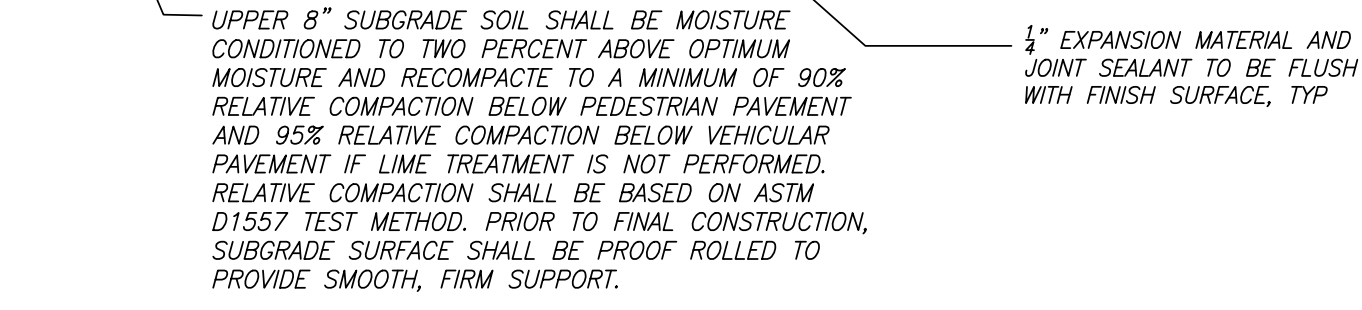 UPPER 8" SUBGRADE SOIL SHALL BE MOISTURE
CONDITIONED TO TWO PERCENT ABOVE OPTIMUM
MOISTURE AND RECOMPACTE TO A MINIMUM OF 90%
RELATIVE COMPACTION BELOW PEDESTRIAN PAVEMENT
AND 95% RELATIVE COMPACTION BELOW VEHICULAR
PAVEMENT IF LIME TREATMENT IS NOT PERFORMED.
RELATIVE COMPACTION SHALL BE BASED ON ASTM
D1557 TEST METHOD. PRIOR TO FINAL CONSTRUCTION,
SUBGRADE SURFACE SHALL BE PROOF ROLLED TO
PROVIDE SMOOTH, FIRM SUPPORT.
¼" EXPANSION MATERIAL AND
JOINT SEALANT TO BE FLUSH
WITH FINISH SURFACE, TYP